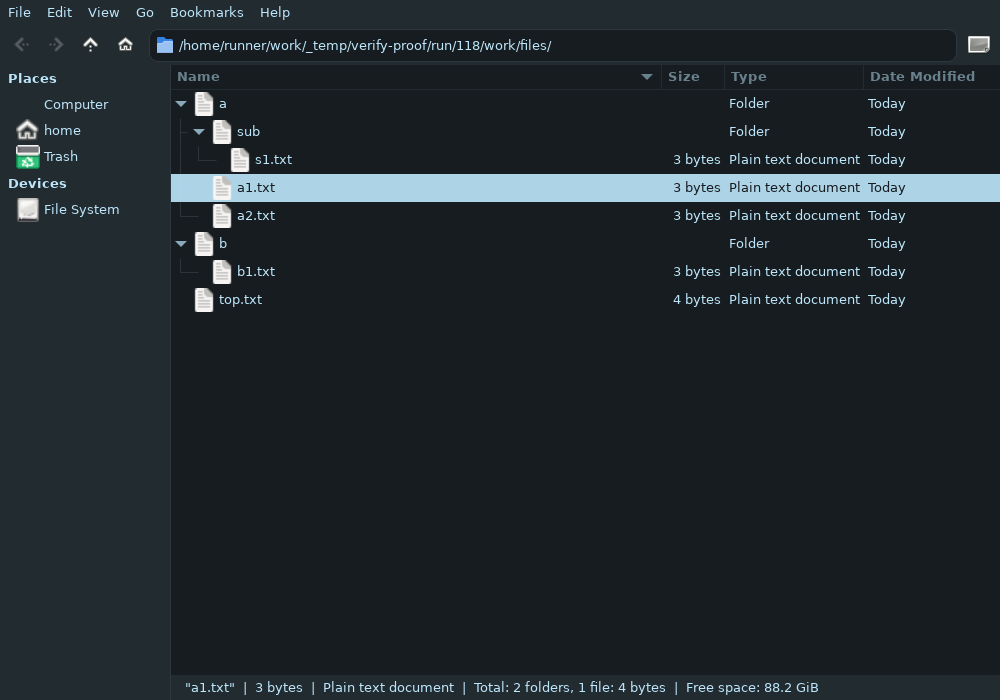 File Edit View Go Bookmarks Help
/home/runner/work/_temp/verify-proof/run/118/work/files/
Places
Computer
home
Trash
Devices
File System
Name Size Type Date Modified
a Folder Today
sub Folder Today
s1.txt 3 bytes Plain text document Today
a1.txt 3 bytes Plain text document Today
a2.txt 3 bytes Plain text document Today
b Folder Today
b1.txt 3 bytes Plain text document Today
top.txt 4 bytes Plain text document Today
"a1.txt" | 3 bytes | Plain text document | Total: 2 folders, 1 file: 4 bytes | Free space: 88.2 GiB